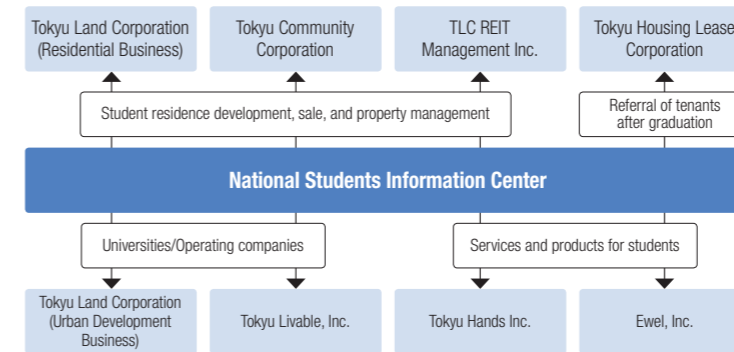 Tokyu Land Corporation
(Residential Business)
Tokyu Community
Corporation
TLC REIT
Management Inc.
Tokyu Housing Lease
Corporation
Student residence development, sale, and property management
Referral of tenants
after graduation
National Students Information Center
Universities/Operating companies
Services and products for students
Tokyu Land Corporation
(Urban Development
Business)
Tokyu Livable, Inc.
Tokyu Hands Inc.
Ewel, Inc.